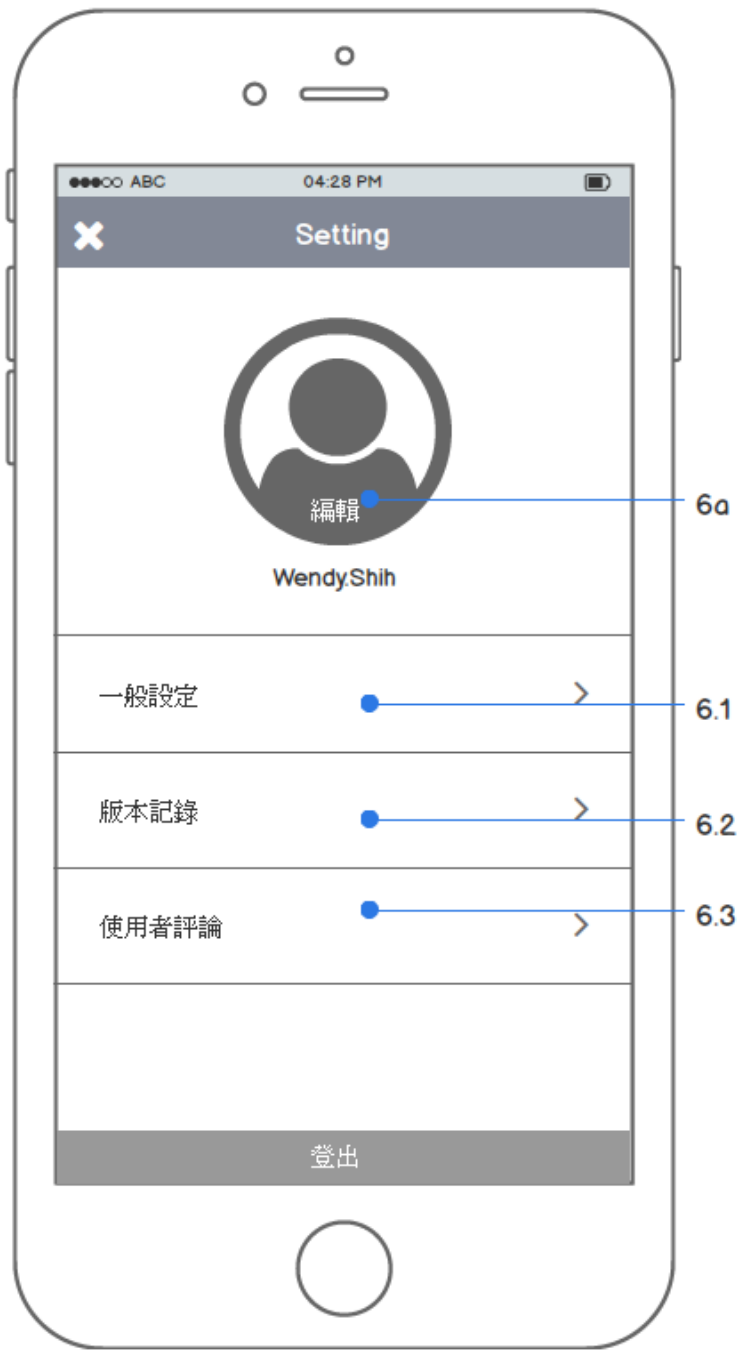 ABC 04:28 PM
Setting
編輯
6a
Wendy.Shih
一般設定
6.1
版本記錄
6.2
使用者評論
6.3
登出